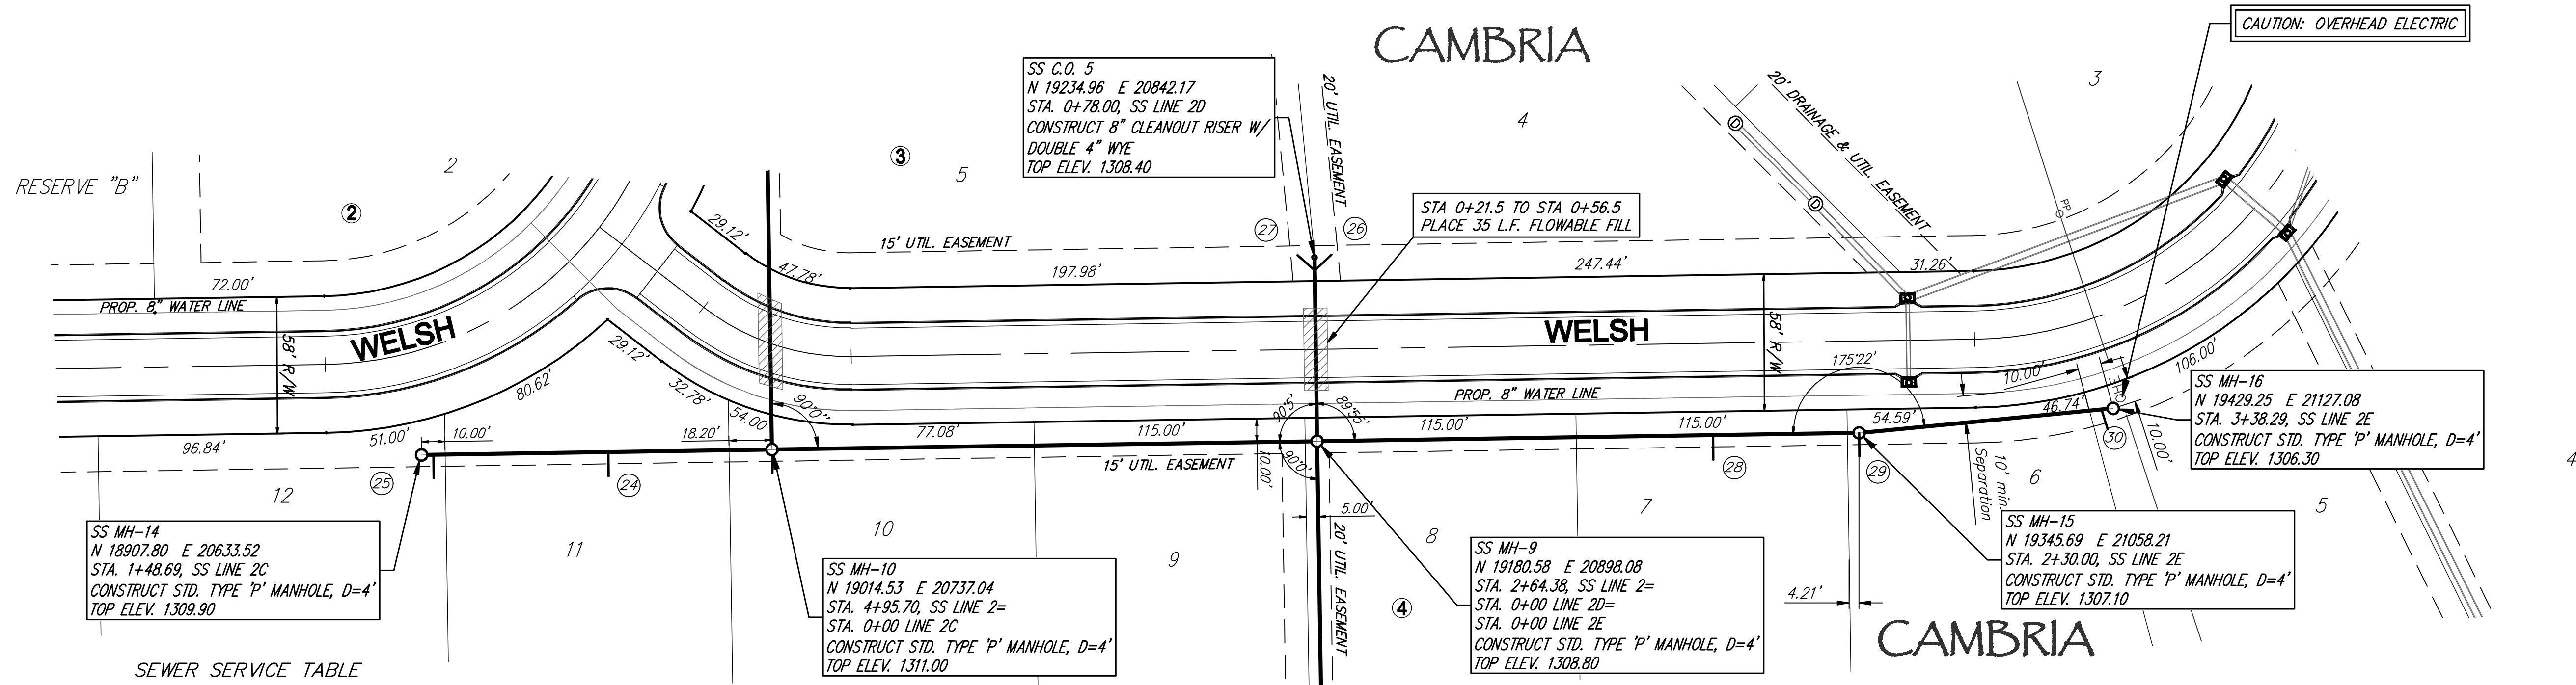 CAMBRIA
CAUTION: OVERHEAD ELECTRIC
SS C.O. 5
N 19234.96 E 20842.17
STA. 0+78.00, SS LINE 2D
CONSTRUCT 8" CLEANOUT RISER W/
DOUBLE 4" WYE
TOP ELEV. 1308.40
20' UTIL. EASEMENT
20' DRAINAGE & UTIL. EASEMENT
3
4
D
D
RESERVE "B"
2
2
3
5
15' UTIL. EASEMENT
27
26
STA 0+21.5 TO STA 0+56.5
PLACE 35 L.F. FLOWABLE FILL
PP
72.00'
PROP. 8" WATER LINE
58' R/W
WELSH
29.12'
47.78'
197.98'
247.44'
31.26'
WELSH
58' R/W
175°22'
PROP. 8" WATER LINE
10.00'
106.00'
29.12'
80.62'
32.78'
54.00
90°0"
90°5'
89°55'
96.84'
51.00'
10.00'
18.20'
77.08'
115.00'
115.00'
115.00'
54.59'
46.74'
15' UTIL. EASEMENT
10.00'
90°0'
5.00'
20' UTIL. EASEMENT
25
24
28
29
30
10.00'
10' min.
Separation
SS MH-16
N 19429.25 E 21127.08
STA. 3+38.29, SS LINE 2E
CONSTRUCT STD. TYPE 'P' MANHOLE, D=4'
TOP ELEV. 1306.30
4
12
11
10
9
8
7
6
5
4
SS MH-14
N 18907.80 E 20633.52
STA. 1+48.69, SS LINE 2C
CONSTRUCT STD. TYPE 'P' MANHOLE, D=4'
TOP ELEV. 1309.90
SS MH-10
N 19014.53 E 20737.04
STA. 4+95.70, SS LINE 2=
STA. 0+00 LINE 2C
CONSTRUCT STD. TYPE 'P' MANHOLE, D=4'
TOP ELEV. 1311.00
SS MH-9
N 19180.58 E 20898.08
STA. 2+64.38, SS LINE 2=
STA. 0+00 LINE 2D=
STA. 0+00 LINE 2E
CONSTRUCT STD. TYPE 'P' MANHOLE, D=4'
TOP ELEV. 1308.80
4.21'
SS MH-15
N 19345.69 E 21058.21
STA. 2+30.00, SS LINE 2E
CONSTRUCT STD. TYPE 'P' MANHOLE, D=4'
TOP ELEV. 1307.10
CAMBRIA
SEWER SERVICE TABLE